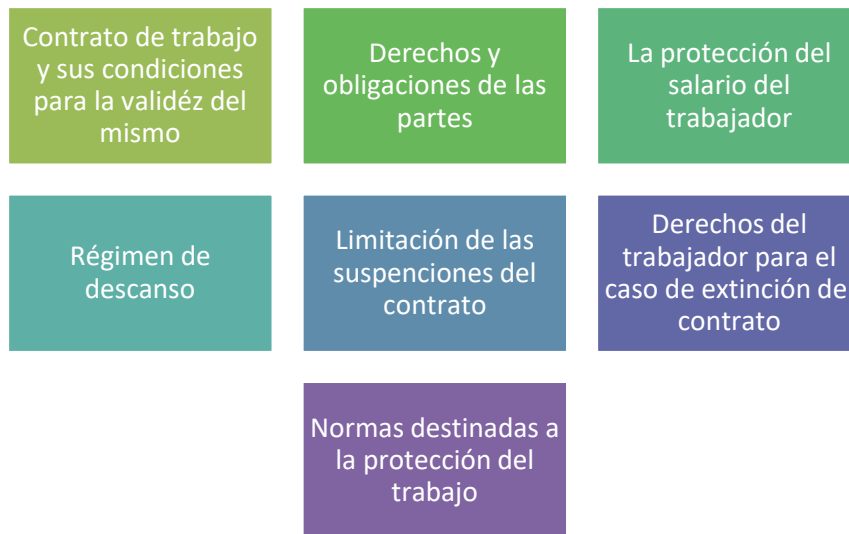 Contrato de trabajo
y sus condiciones
para la validéz del
mismo
Derechos y
obligaciones de las
partes
La protección del
salario del
trabajador
Régimen de
descanso
Limitación de las
suspenciones del
contrato
Derechos del
trabajador para el
caso de extinción de
contrato
Normas destinadas a
la protección del
trabajo